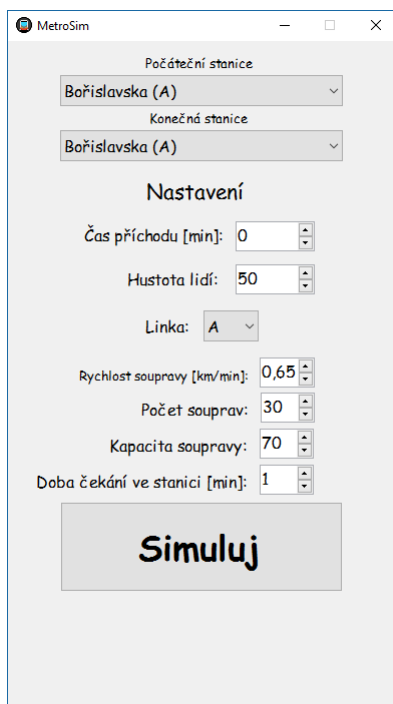 MetroSim
Počáteční stanice
Bořislavska (A)
Konečná stanice
Bořislavska (A)
Nastavení
Čas příchodu [min]: 0
Hustota lidí: 50
Linka: A
Rychlost soupravy [km/min]: 0,65
Počet souprav: 30
Kapacita soupravy: 70
Doba čekání ve stanici [min]: 1
Simuluj